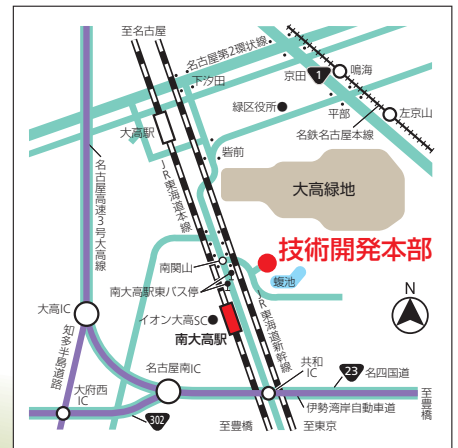 至名古屋
名古屋第2環状線
下汐田
京田
1
鳴海
緑区役所
平部
左京山
大高駅
名鉄名古屋本線
砦前
JR東海道本線
大高緑地
名古屋高速3号大高線
技術開発本部
南関山
蝮池
南大高駅東バス停
N
大高IC
イオン大高SC
JR東海道新幹線
南大高駅
知多半島道路
名古屋南IC
共和
IC
23
名四国道
大府西
IC
至豊橋
伊勢湾岸自動車道
302
至豊橋
至東京